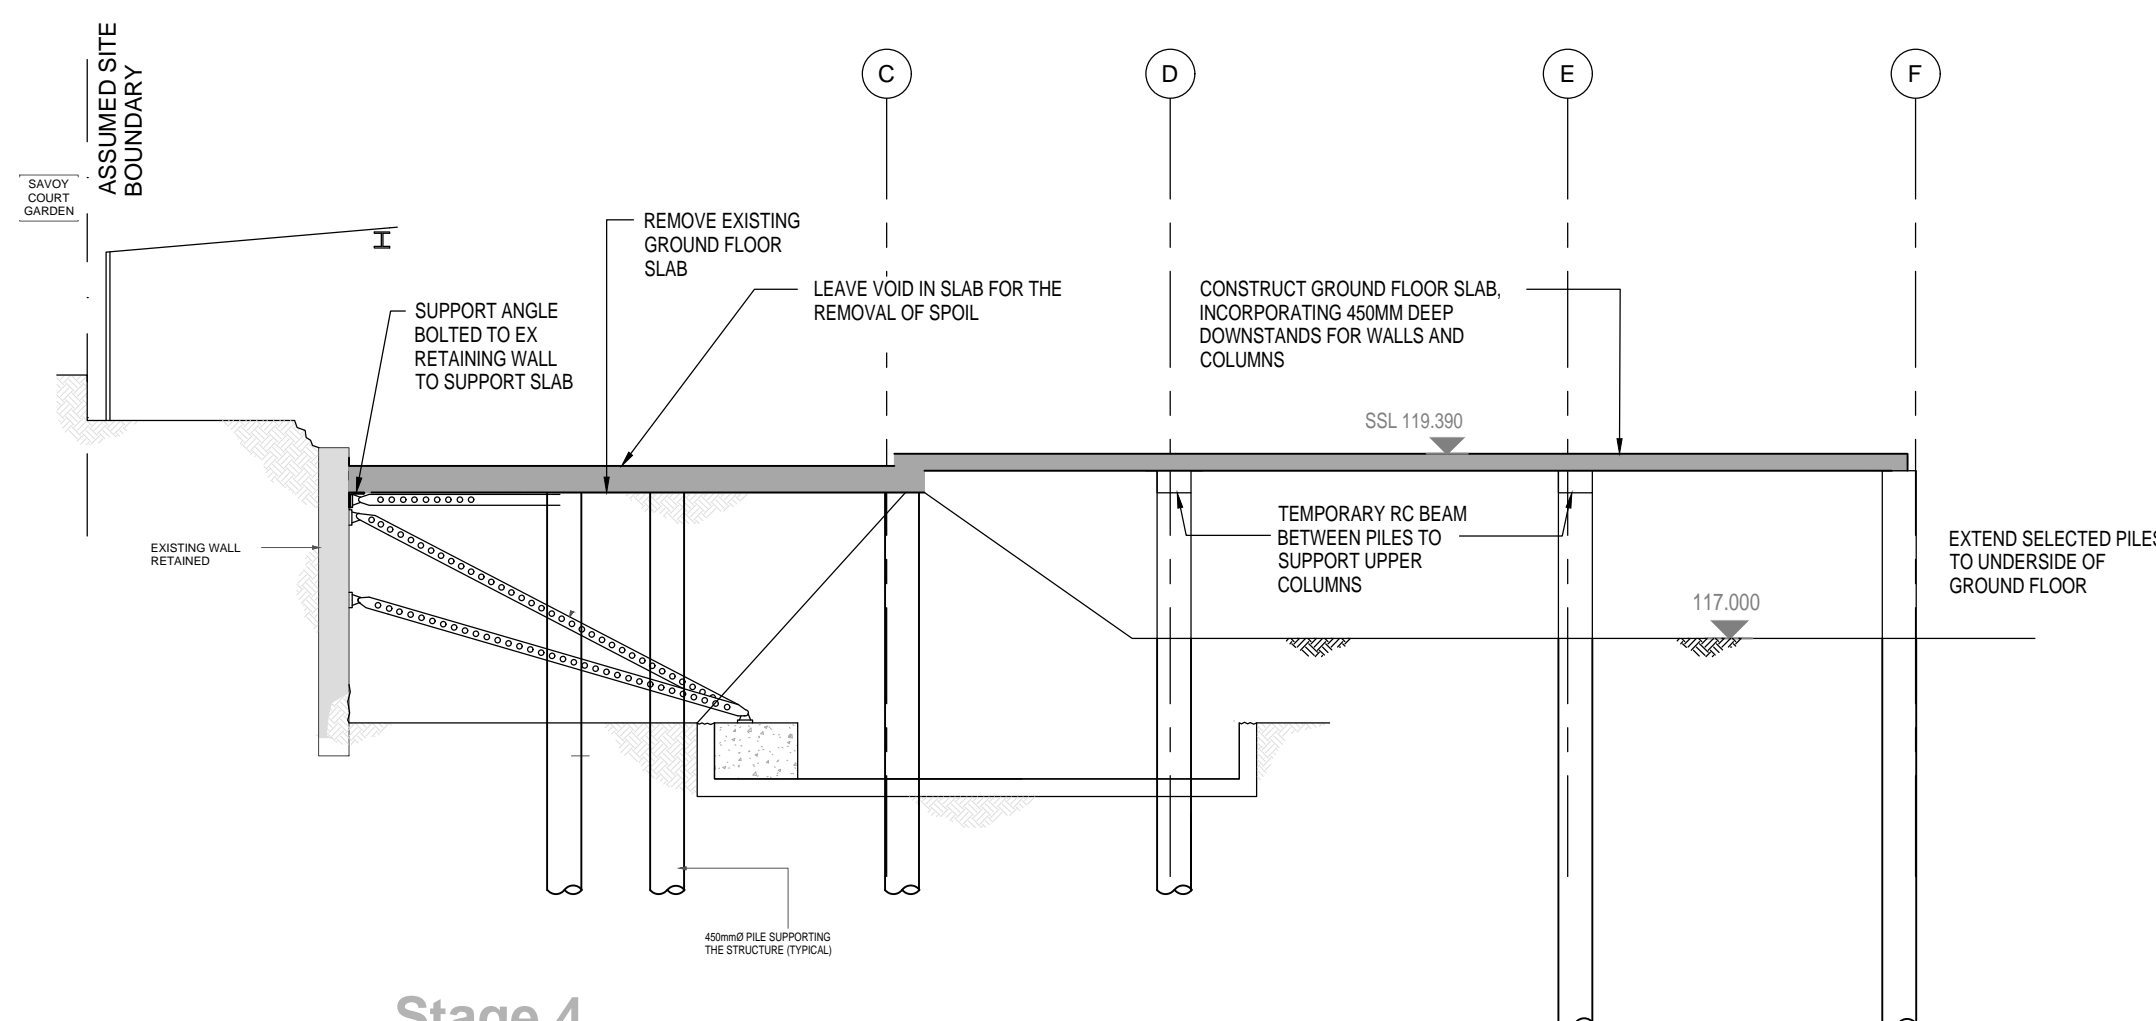 ASSUMED SITE
BOUNDARY
SAVOY
COURT
GARDEN
C
D
E
F
REMOVE EXISTING
GROUND FLOOR
SLAB
LEAVE VOID IN SLAB FOR THE
REMOVAL OF SPOIL
CONSTRUCT GROUND FLOOR SLAB,
INCORPORATING 450MM DEEP
DOWNSTANDS FOR WALLS AND
COLUMNS
SUPPORT ANGLE
BOLTED TO EX
RETAINING WALL
TO SUPPORT SLAB
SSL 119.390
EXISTING WALL
RETAINED
TEMPORARY RC BEAM
BETWEEN PILES TO
SUPPORT UPPER
COLUMNS
EXTEND SELECTED PILES
TO UNDERSIDE OF
GROUND FLOOR
117.000
450mmØ PILE SUPPORTING
THE STRUCTURE (TYPICAL)
Stage 4